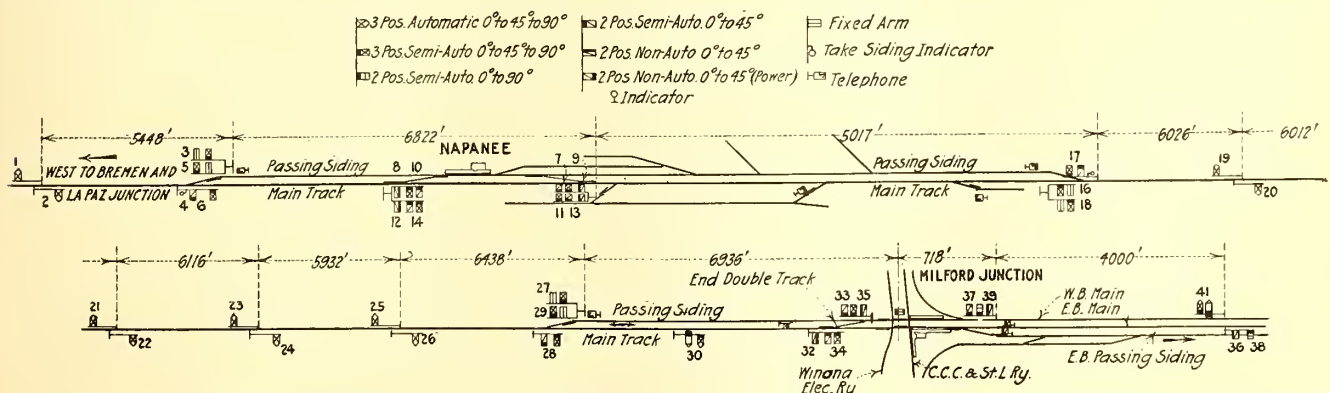 3 Pos. Automatic 0° to 45° to 90°
3 Pos. Semi-Auto 0° to 45° to 90°
2 Pos. Semi-Auto. 0° to 90°
2 Pos. Semi-Auto. 0° to 45°
2 Pos. Non-Auto. 0° to 45°
2 Pos. Non-Auto. 0° to 45° (Power)
Indicator
Fixed Arm
Take Siding Indicator
Telephone
5448' 6822' 5017' 6026' 6012'
NAPANEE
1 3 7 9 17 19
WEST TO BREMEN AND 5 Passing Siding 8 10 Passing Siding
LA PAZ JUNCTION Main Track Main Track 16
2 4 6 12 14 11 13 18 20
6116' 5932' 6438' 6936' 718' 4000'
End Double Track MILFORD JUNCTION
21 23 25 27 33 35 37 39 41
29 Passing Siding W.B. Main
E.B. Main
22 24 26 Main Track
28 30 32 34 36 38
E.B. Passing Siding
Winona
Elec. Ry
C.C.C. & St. L Ry.